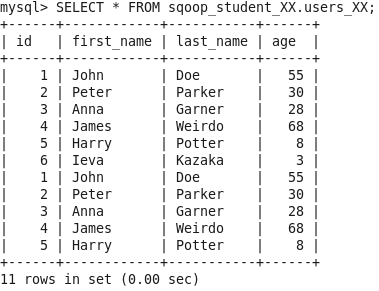 mysql> SELECT * FROM sqoop_student_XX.users_XX;
+------+------------+-----------+------+
| id   | first_name | last_name | age  |
+------+------------+-----------+------+
|    1 | John       | Doe       |   55 |
|    2 | Peter      | Parker    |   30 |
|    3 | Anna       | Garner    |   28 |
|    4 | James      | Weirdo    |   68 |
|    5 | Harry      | Potter    |    8 |
|    6 | Ieva       | Kazaka    |    3 |
|    1 | John       | Doe       |   55 |
|    2 | Peter      | Parker    |   30 |
|    3 | Anna       | Garner    |   28 |
|    4 | James      | Weirdo    |   68 |
|    5 | Harry      | Potter    |    8 |
+------+------------+-----------+------+
11 rows in set (0.00 sec)